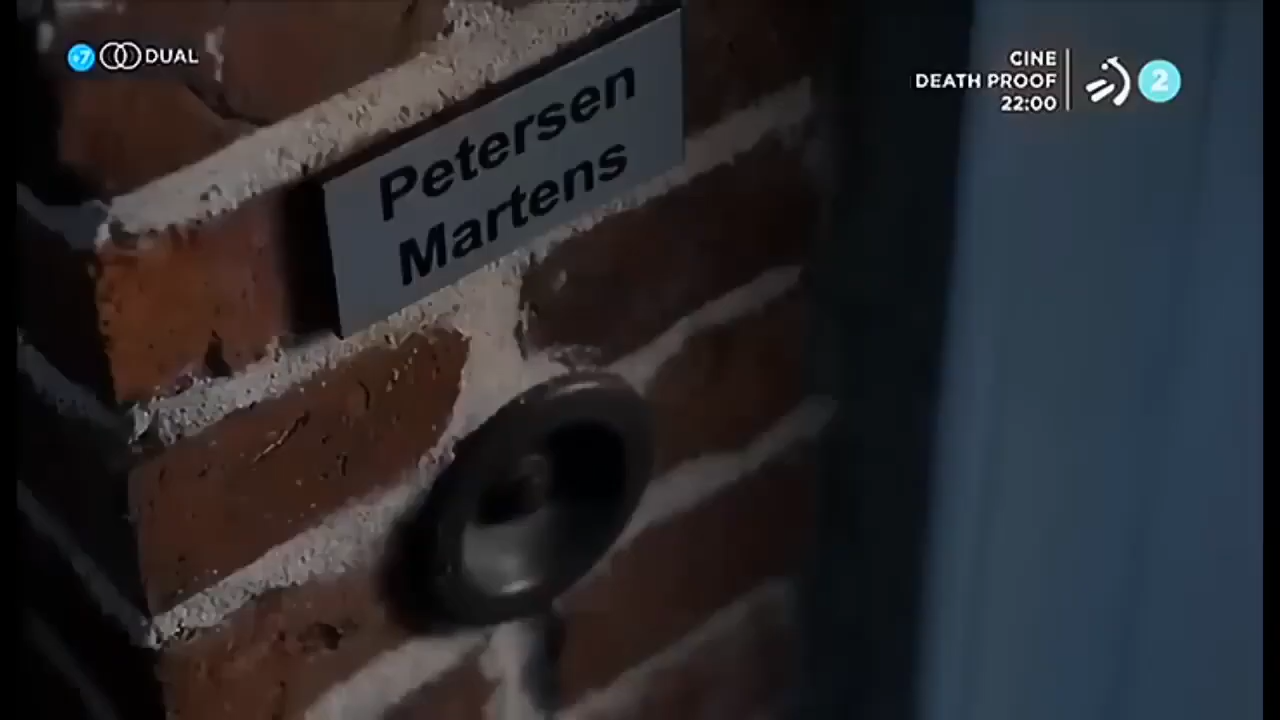 +7 DUAL
CINE
DEATH PROOF
22:00
2
Petersen
Martens